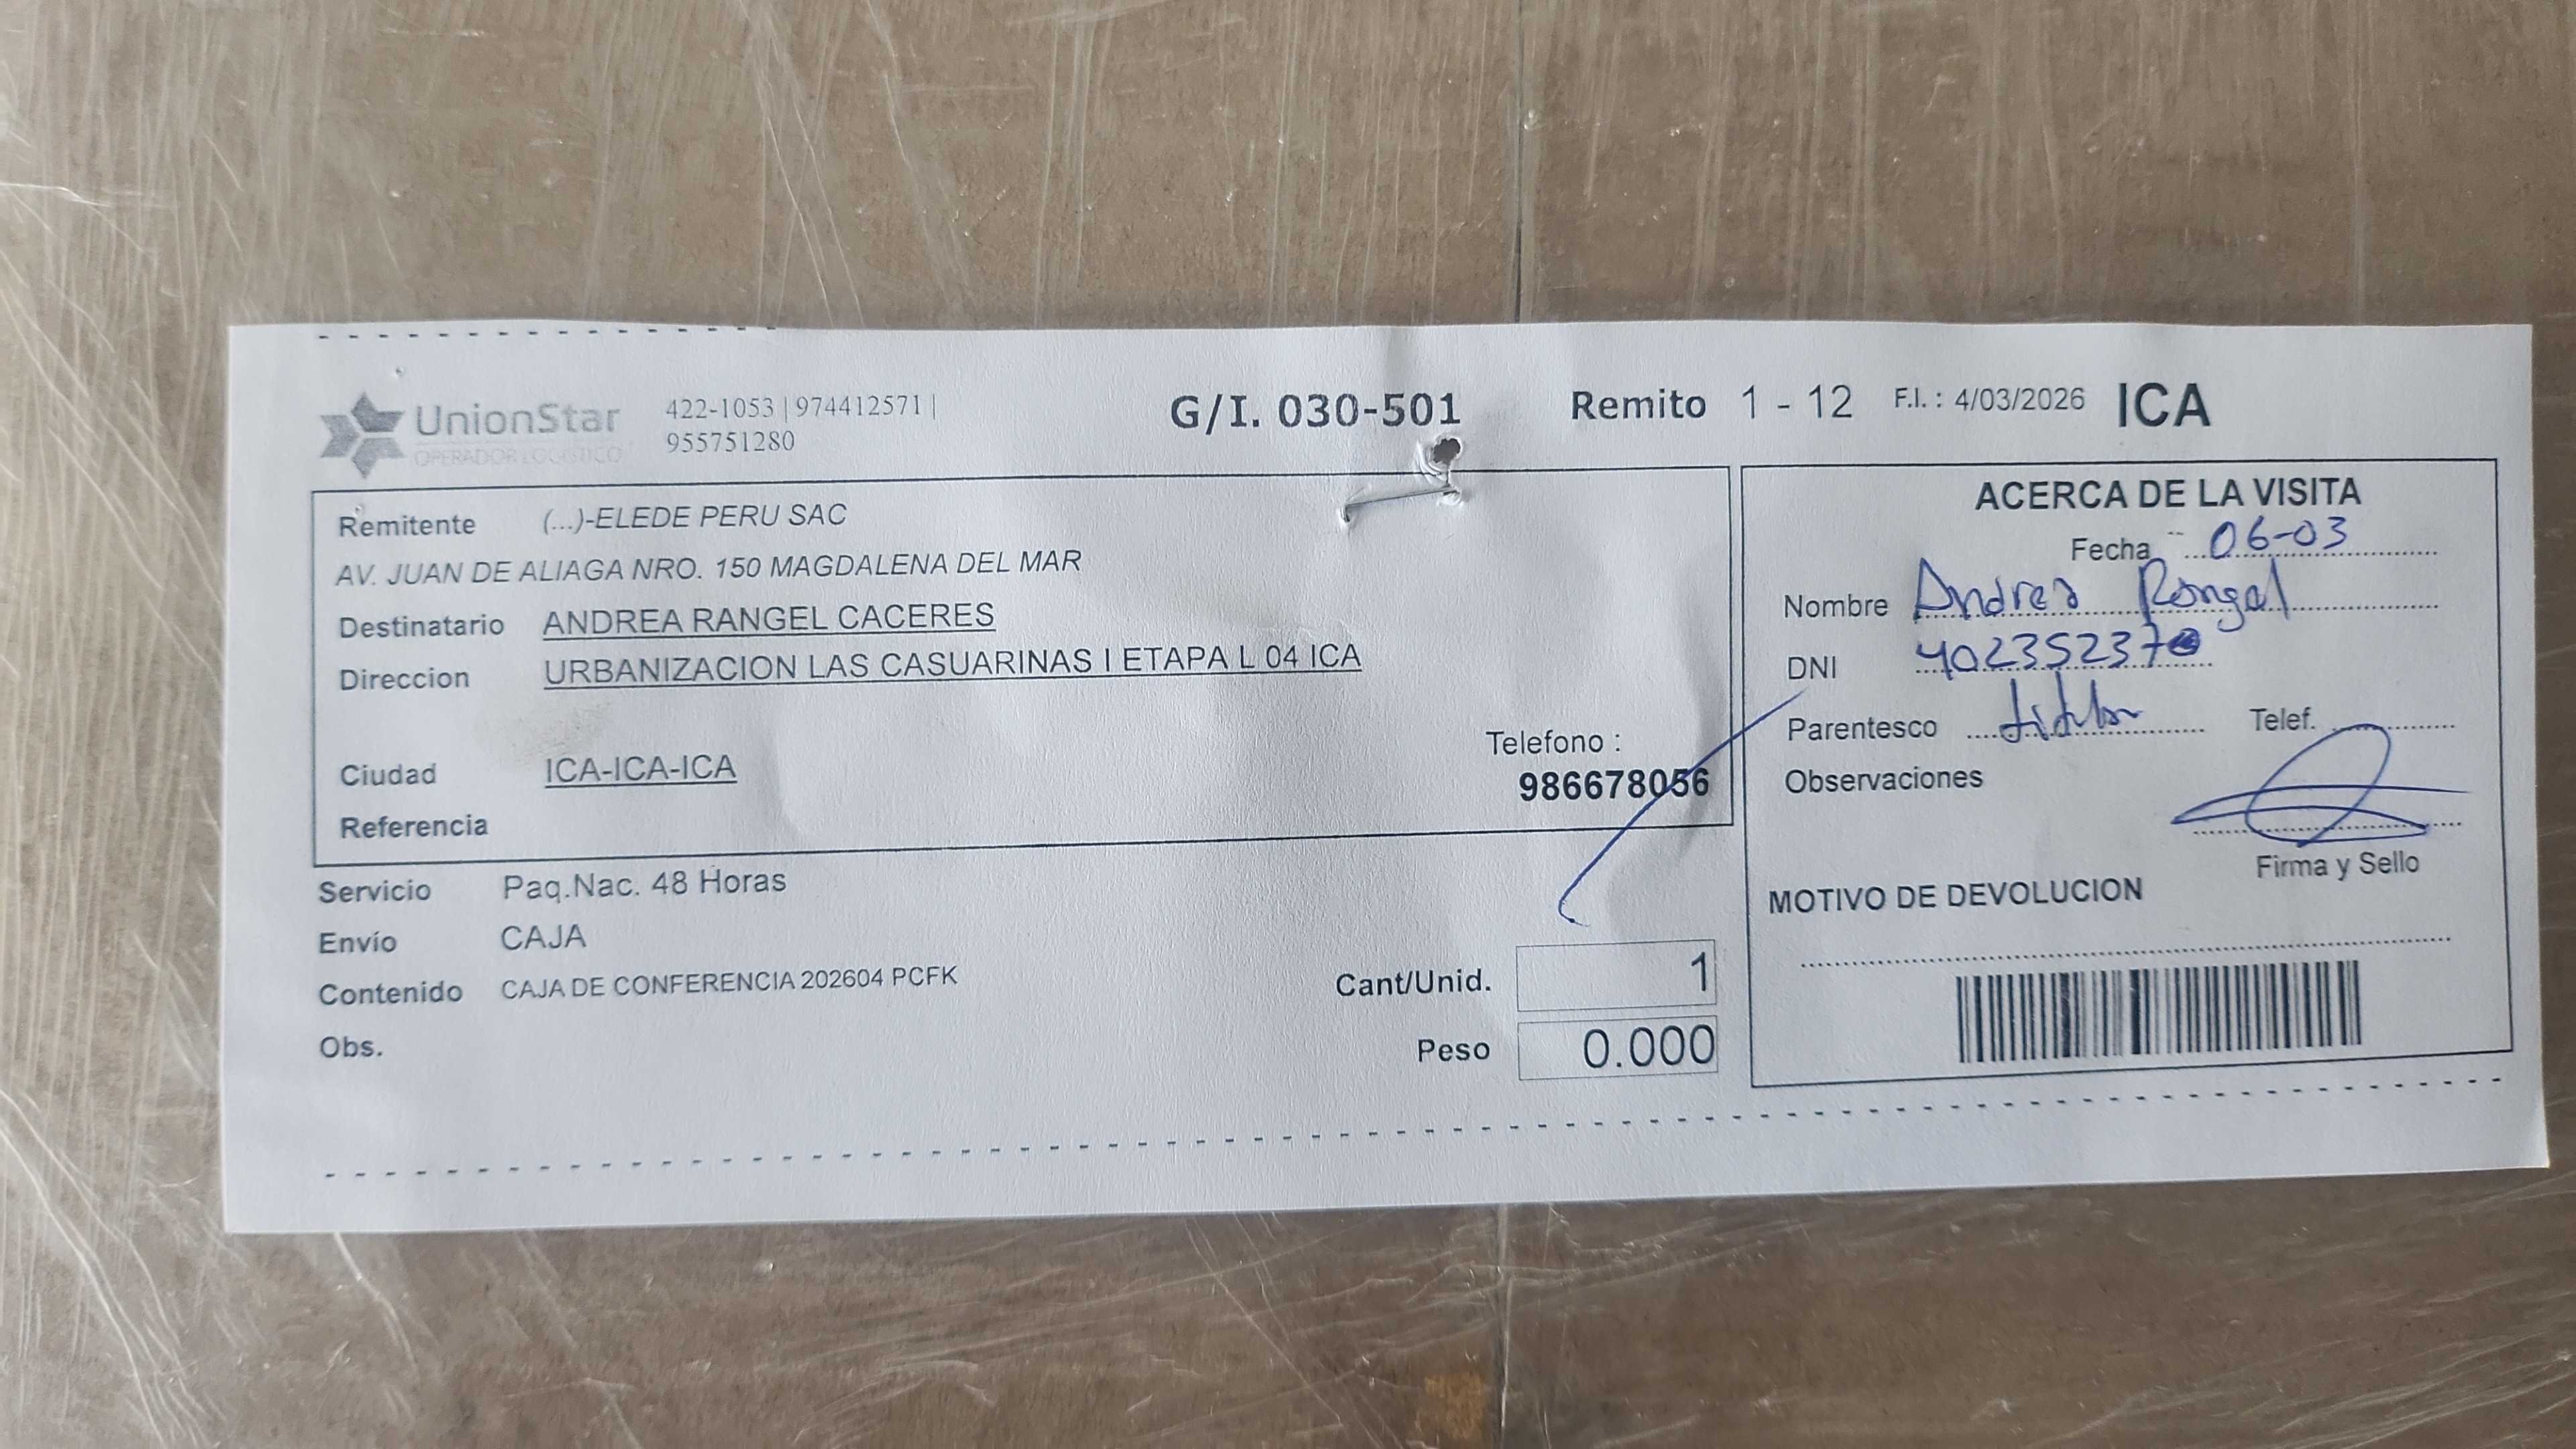 UnionStar
OPERADOR LOGISTICO
422-1053 | 974412571 |
955751280
G/I. 030-501
Remito 1 - 12
F.I. : 4/03/2026
ICA
Remitente (...)-ELEDE PERU SAC
AV. JUAN DE ALIAGA NRO. 150 MAGDALENA DEL MAR
Destinatario ANDREA RANGEL CACERES
Direccion URBANIZACION LAS CASUARINAS I ETAPA L 04 ICA
Ciudad ICA-ICA-ICA
Telefono :
986678056
Referencia
Servicio Paq.Nac. 48 Horas
Envío CAJA
Contenido CAJA DE CONFERENCIA 202604 PCFK
Obs.
Cant/Unid. 1
Peso 0.000
ACERCA DE LA VISITA
Fecha 06-03
Nombre Andrea Rangel
DNI 40235237
Parentesco titular Telef.
Observaciones
Firma y Sello
MOTIVO DE DEVOLUCION